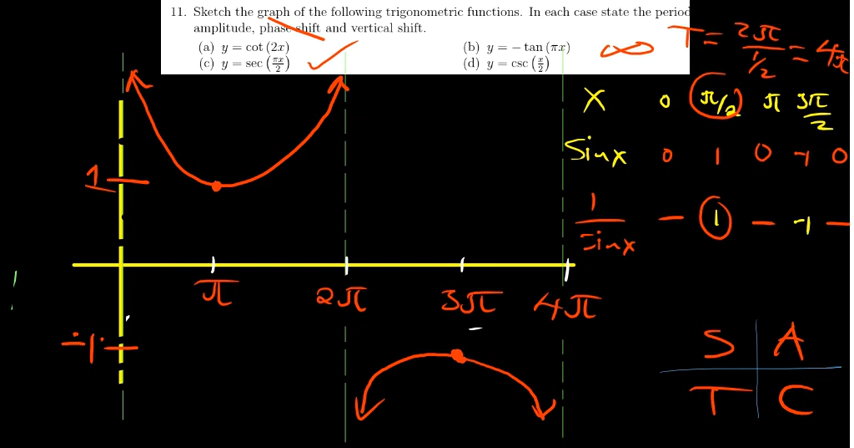 11. Sketch the graph of the following trigonometric functions. In each case state the period
amplitude, phase shift and vertical shift.
(a) y = cot (2x) (b) y = − tan (πx)
(c) y = sec (πx/2) (d) y = csc (x/2)
∞ T = 2π / 1/2 = 4π
x 0 π/2 π 3π/2
Sinx 0 1 0 -1 0
1/sinx - 1 - -1 -
1
π 2π 3π 4π
-1
S A
T C